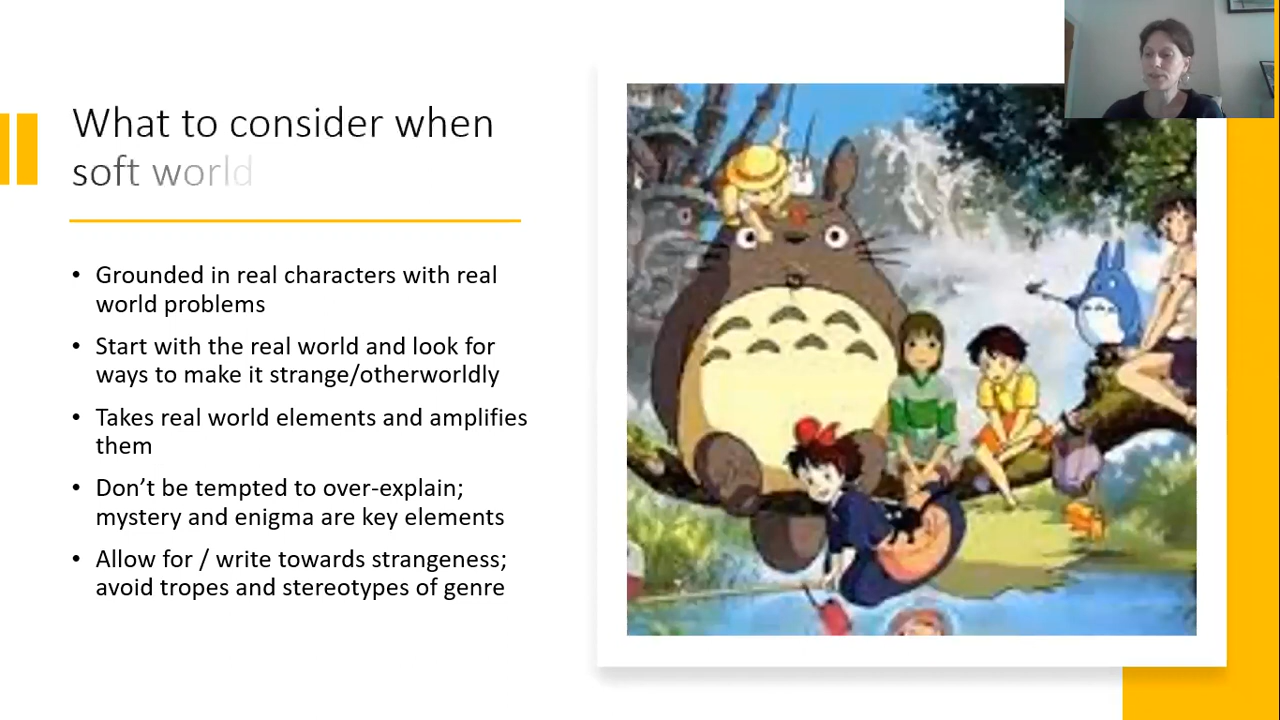 What to consider when
soft world
• Grounded in real characters with real
world problems
• Start with the real world and look for
ways to make it strange/otherworldly
• Takes real world elements and amplifies
them
• Don’t be tempted to over-explain;
mystery and enigma are key elements
• Allow for / write towards strangeness;
avoid tropes and stereotypes of genre